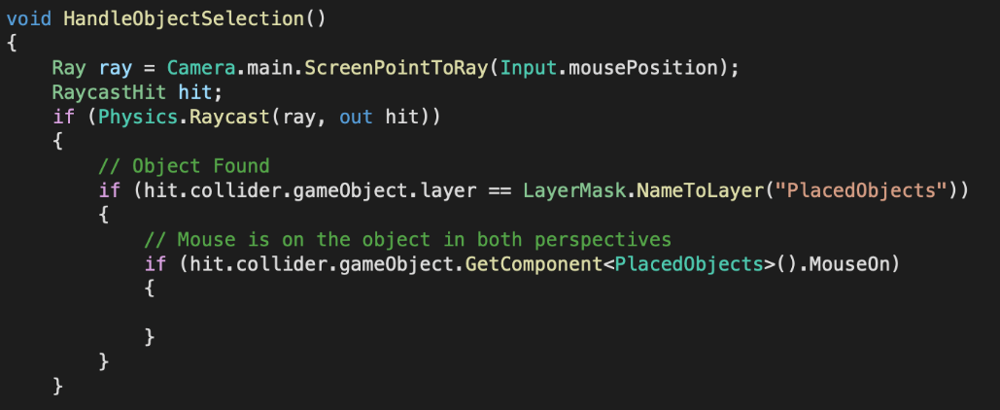 void HandleObjectSelection()
{
    Ray ray = Camera.main.ScreenPointToRay(Input.mousePosition);
    RaycastHit hit;
    if (Physics.Raycast(ray, out hit))
    {
        // Object Found
        if (hit.collider.gameObject.layer == LayerMask.NameToLayer("PlacedObjects"))
        {
            // Mouse is on the object in both perspectives
            if (hit.collider.gameObject.GetComponent<PlacedObjects>().MouseOn)
            {

            }
        }
    }